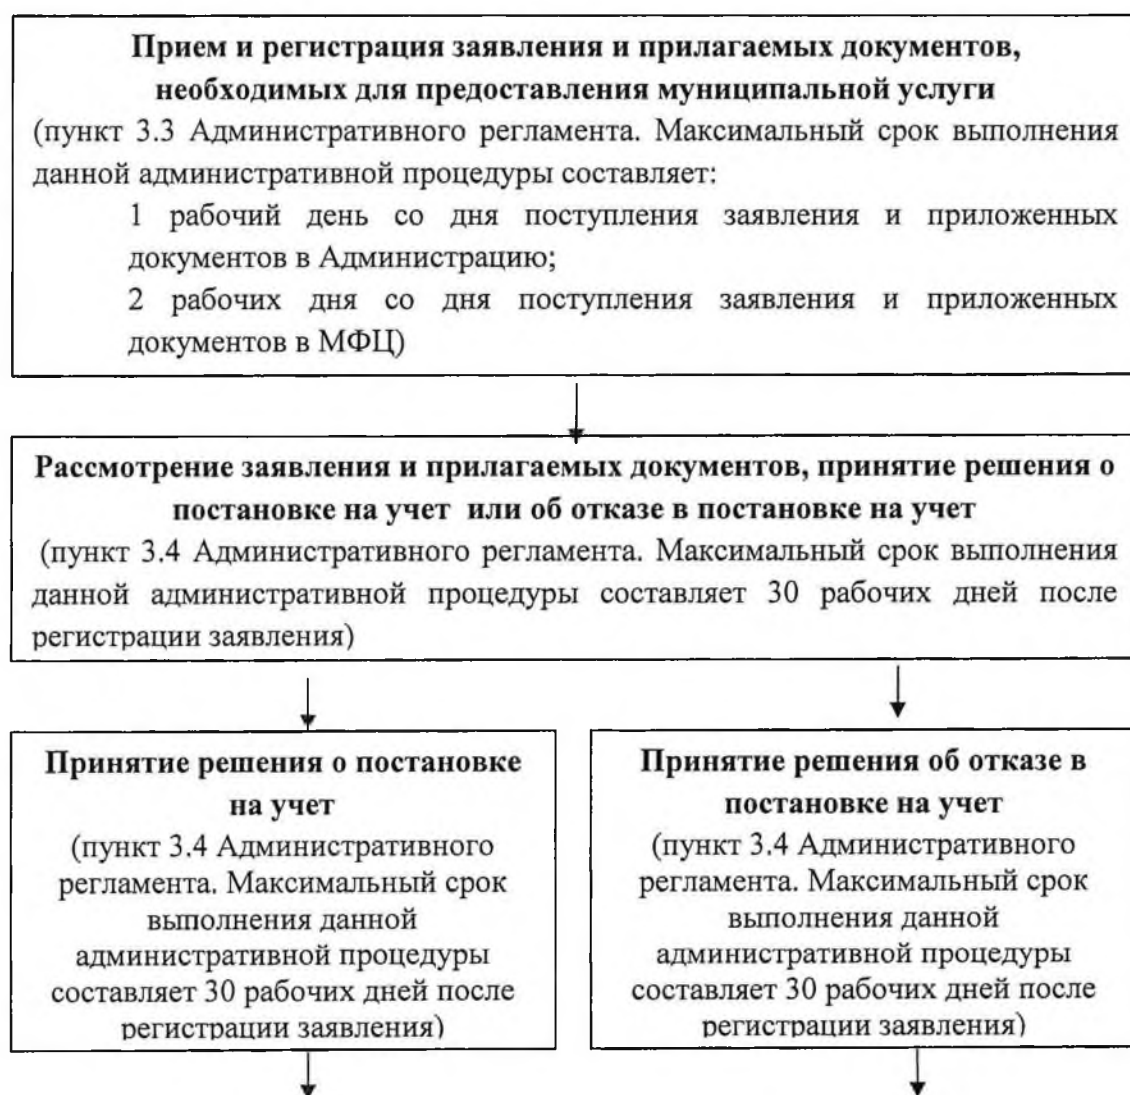 Прием и регистрация заявления и прилагаемых документов,
необходимых для предоставления муниципальной услуги
(пункт 3.3 Административного регламента. Максимальный срок выполнения
данной административной процедуры составляет:
1 рабочий день со дня поступления заявления и приложенных
документов в Администрацию;
2 рабочих дня со дня поступления заявления и приложенных
документов в МФЦ)
Рассмотрение заявления и прилагаемых документов, принятие решения о
постановке на учет или об отказе в постановке на учет
(пункт 3.4 Административного регламента. Максимальный срок выполнения
данной административной процедуры составляет 30 рабочих дней после
регистрации заявления)
Принятие решения о постановке
на учет
(пункт 3.4 Административного
регламента. Максимальный срок
выполнения данной
административной процедуры
составляет 30 рабочих дней после
регистрации заявления)
Принятие решения об отказе в
постановке на учет
(пункт 3.4 Административного
регламента. Максимальный срок
выполнения данной
административной процедуры
составляет 30 рабочих дней после
регистрации заявления)